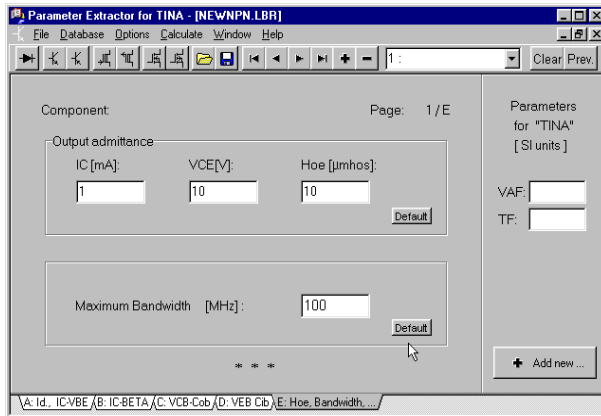 Parameter Extractor for TINA - [NEWNPN.LBR]
File Database Options Calculate Window Help
1 : Clear Prev.
Component: Page: 1/E
Parameters
for "TINA"
[ SI units ]
Output admittance
IC [mA]: VCE[V]: Hoe [µmhos]:
1 10 10
Default
VAF:
TF:
Maximum Bandwidth [MHz] : 100
Default
* * *
+ Add new ...
A: Id., IC-VBE B: IC-BETA C: VCB-Cob D: VEB Cib E: Hoe, Bandwidth, ...